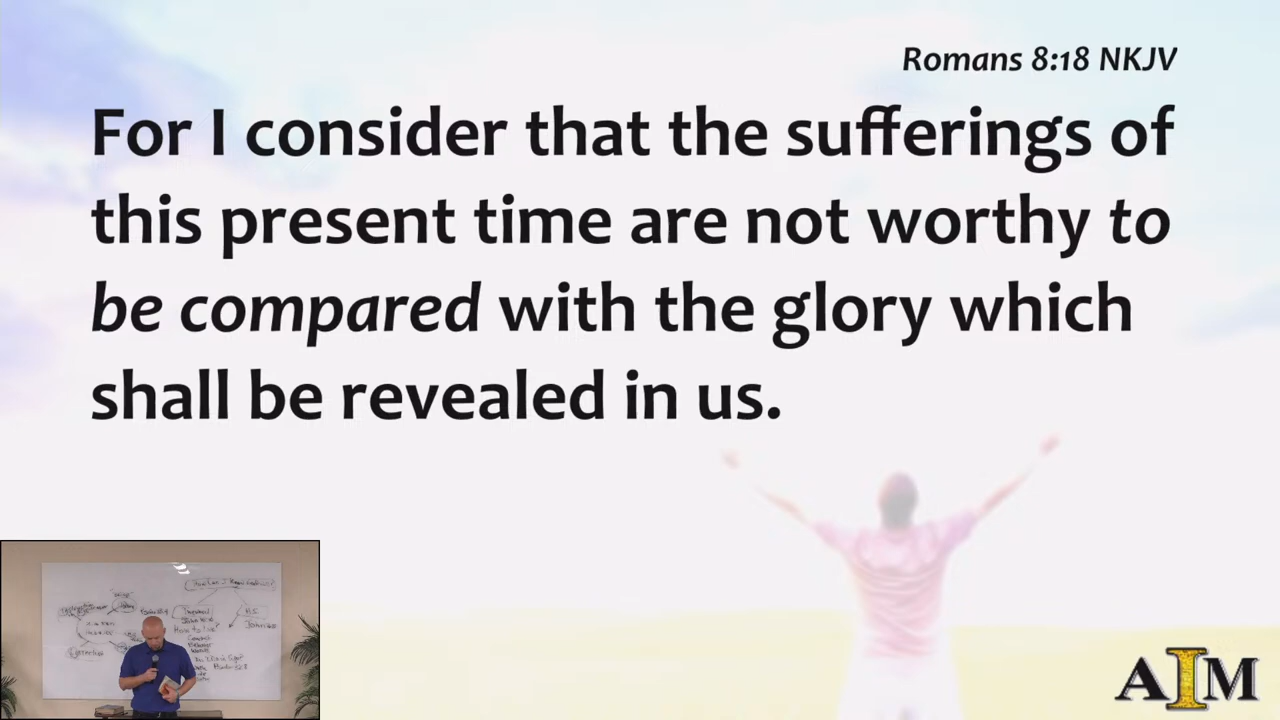 Romans 8:18 NKJV
For I consider that the sufferings of
this present time are not worthy to
be compared with the glory which
shall be revealed in us.
AIM